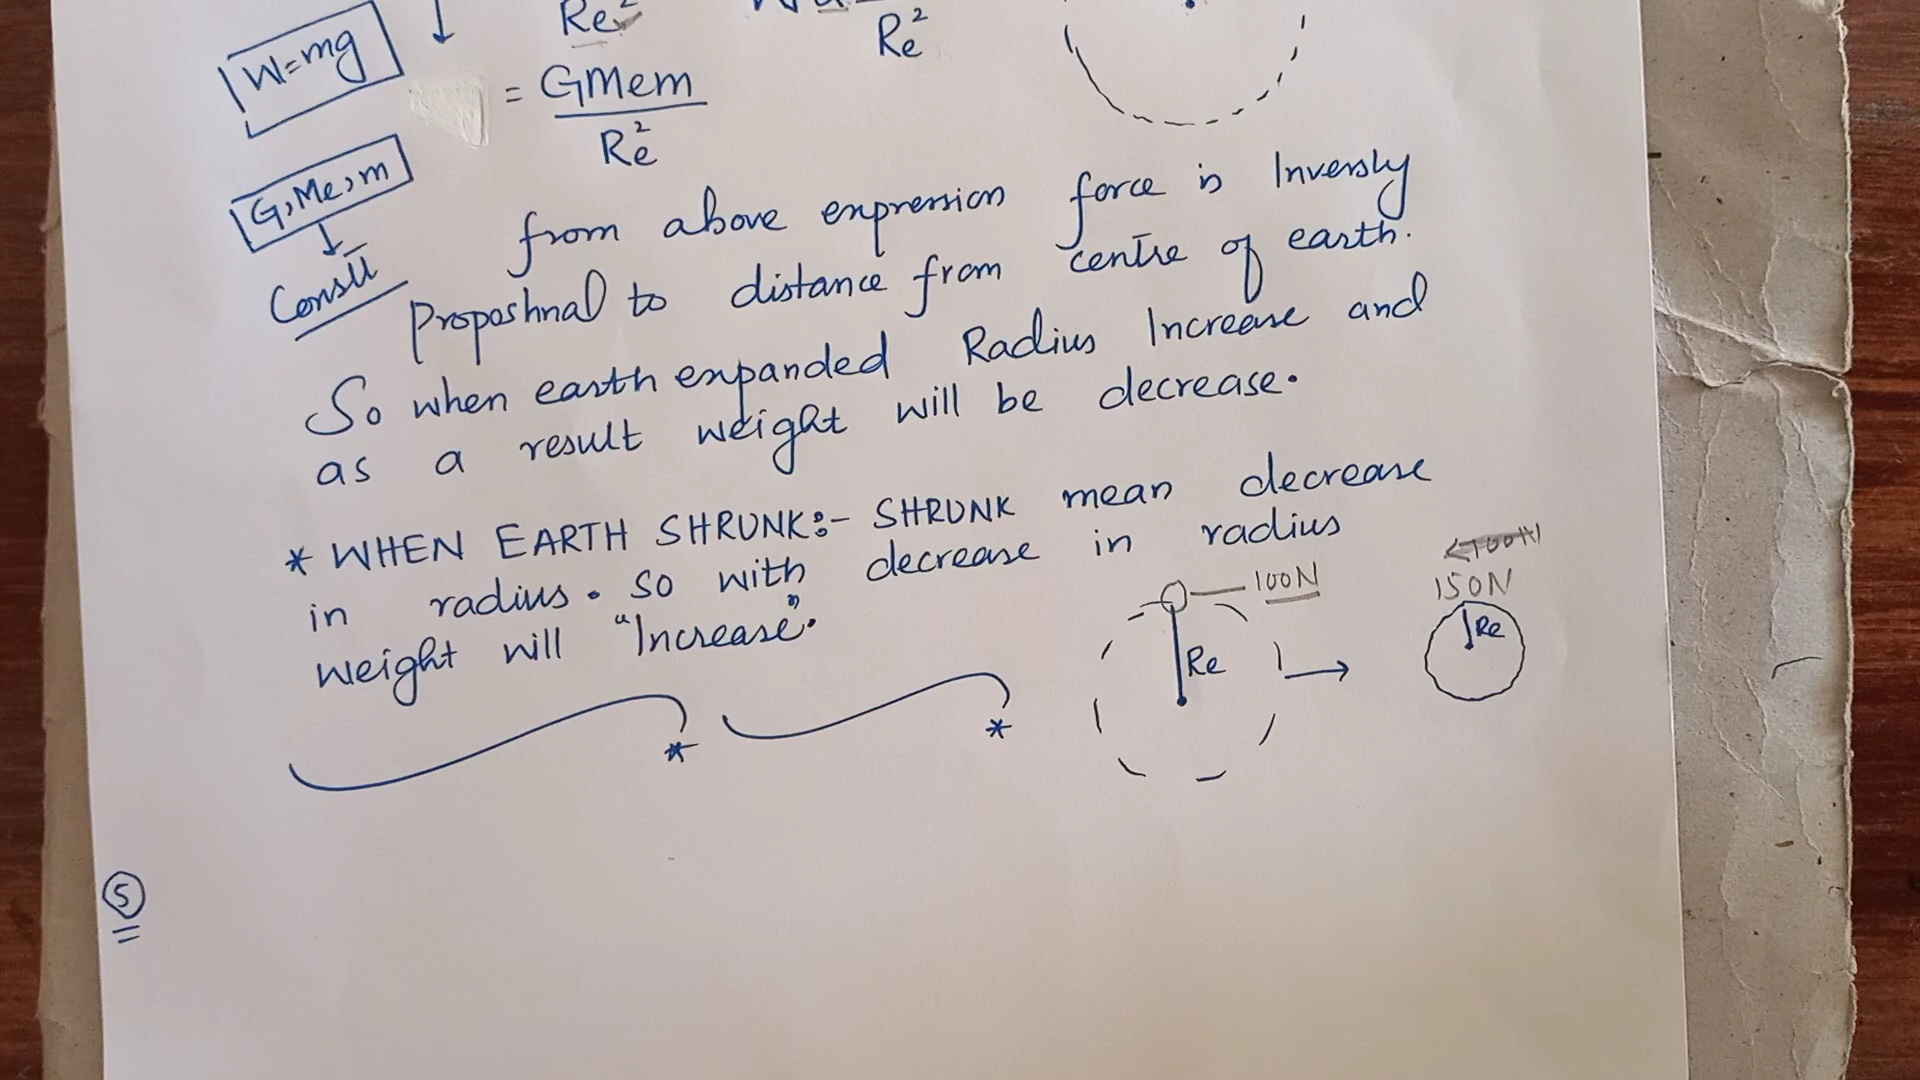 W=mg
Re²
Re²
= GMem
Re²
G, Me, m
from above expression force is Inversly
Const
Proposhnal to distance from centre of earth.
So when earth expanded Radius Increase and
as a result weight will be decrease.
* WHEN EARTH SHRUNK:- SHRUNK mean decrease
in radius. So with decrease in radius
weight will "Increase".
100N
150N
Re
Re
5